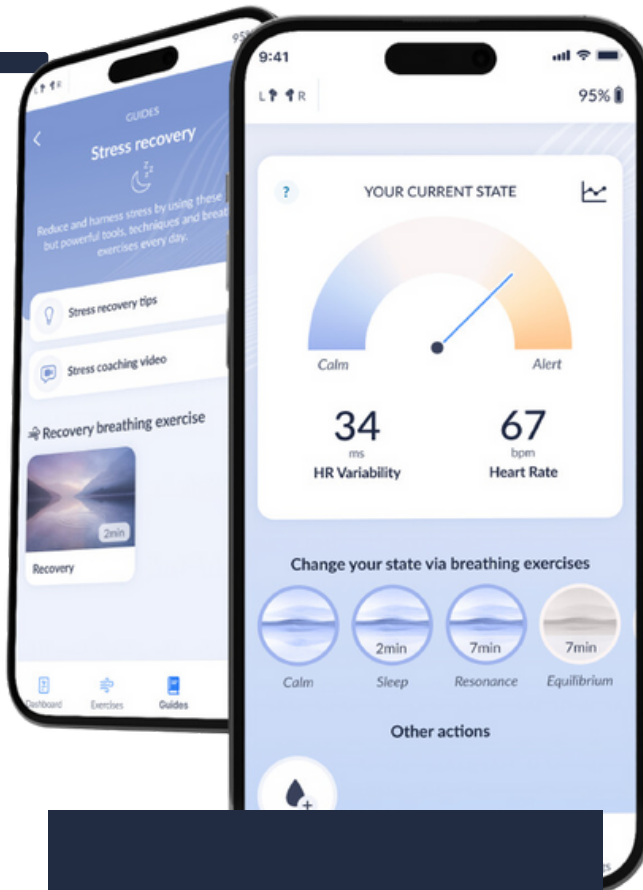 95%
L R
GUIDES
Stress recovery
z z z
Reduce and harness stress by using these
but powerful tools, techniques and breat
exercises every day.
Stress recovery tips
Stress coaching video
Recovery breathing exercise
2min
Recovery
Dashboard
Exercises
Guides
9:41
L R
95%
?
YOUR CURRENT STATE
Calm
Alert
34
ms
HR Variability
67
bpm
Heart Rate
Change your state via breathing exercises
2min
7min
7min
Calm
Sleep
Resonance
Equilibrium
Other actions